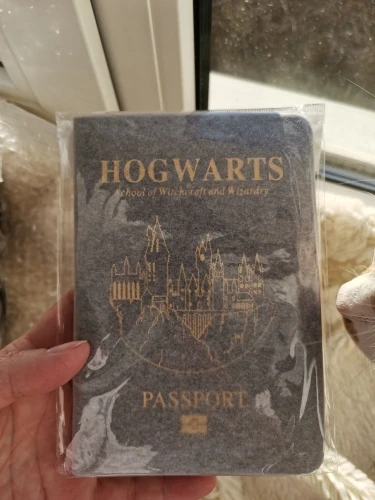 HOGWARTS
School of Witchcraft and Wizardry
PASSPORT